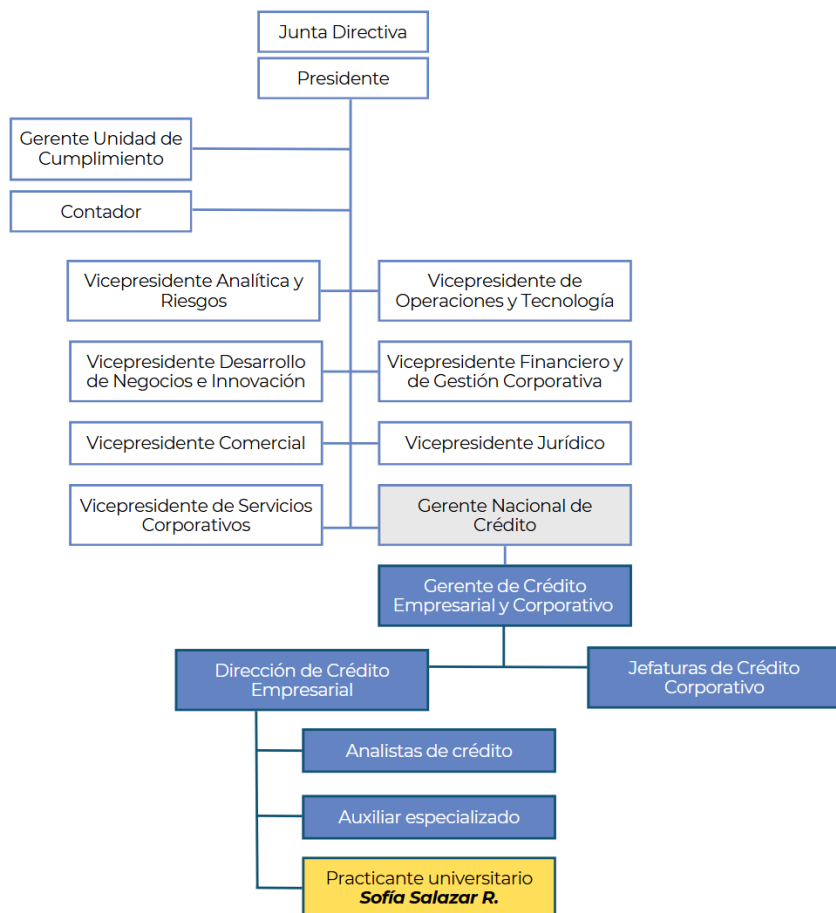 Junta Directiva
Presidente
Gerente Unidad de
Cumplimiento
Contador
Vicepresidente Analítica y
Riesgos
Vicepresidente de
Operaciones y Tecnología
Vicepresidente Desarrollo
de Negocios e Innovación
Vicepresidente Financiero y
de Gestión Corporativa
Vicepresidente Comercial
Vicepresidente Jurídico
Vicepresidente de Servicios
Corporativos
Gerente Nacional de
Crédito
Gerente de Crédito
Empresarial y Corporativo
Dirección de Crédito
Empresarial
Jefaturas de Crédito
Corporativo
Analistas de crédito
Auxiliar especializado
Practicante universitario
Sofía Salazar R.